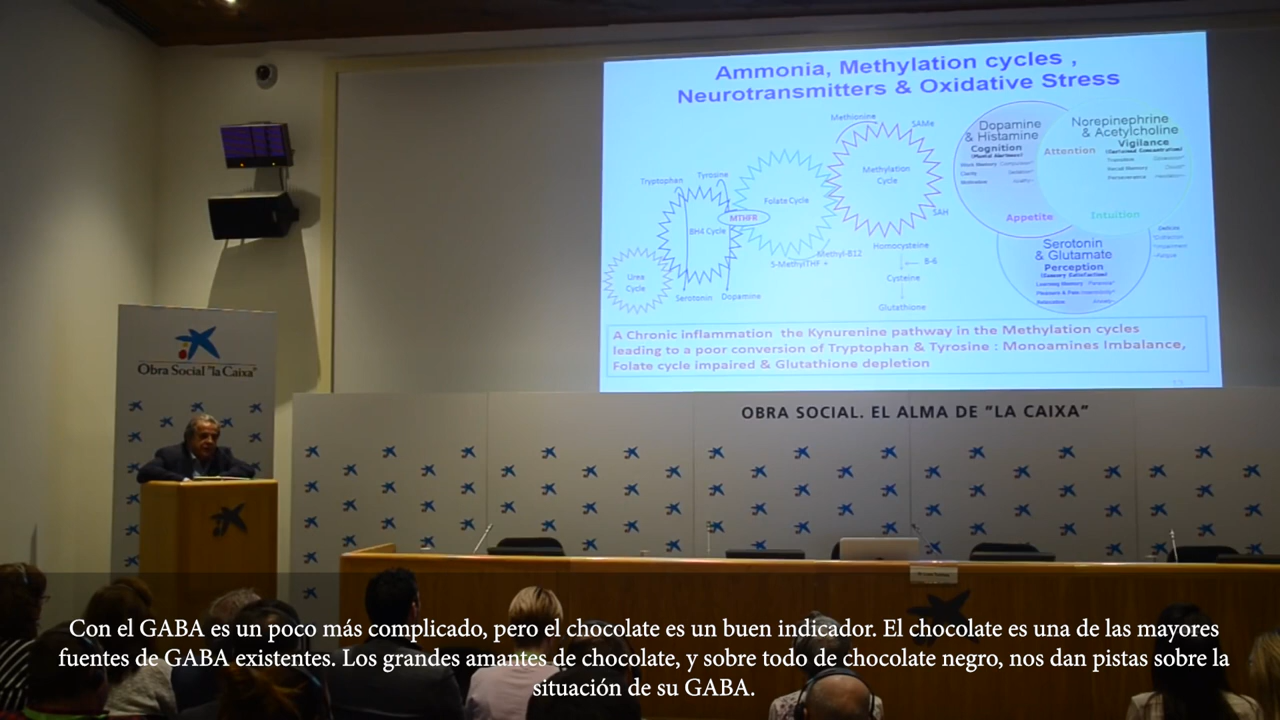 Ammonia, Methylation cycles ,
Neurotransmitters & Oxidative Stress
Methionine
SAMe
Methylation
Cycle
SAH
Tryptophan
Tyrosine
Folate Cycle
MTHFR
BH4 Cycle
Urea
Cycle
Serotonin
Dopamine
5-MethylTHF +
Methyl-B12
Homocysteine
B-6
Cysteine
Glutathione
Dopamine
& Histamine
Cognition
Norepinephrine
& Acetylcholine
Vigilance
Attention
Appetite
Intuition
Serotonin
& Glutamate
Perception
A Chronic inflammation the Kynurenine pathway in the Methylation cycles
leading to a poor conversion of Tryptophan & Tyrosine : Monoamines Imbalance,
Folate cycle impaired & Glutathione depletion
Obra Social "la Caixa"
OBRA SOCIAL. EL ALMA DE "LA CAIXA"
Con el GABA es un poco más complicado, pero el chocolate es un buen indicador. El chocolate es una de las mayores
fuentes de GABA existentes. Los grandes amantes de chocolate, y sobre todo de chocolate negro, nos dan pistas sobre la
situación de su GABA.